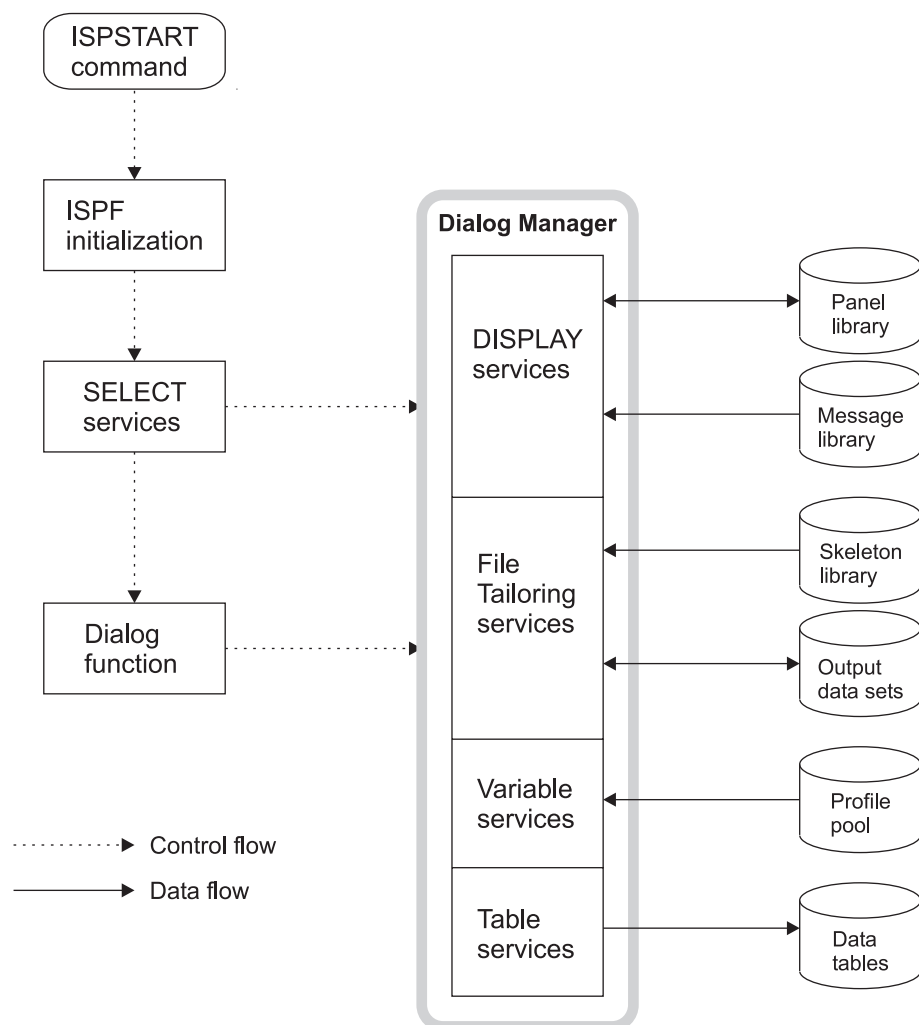 ISPSTART
command
ISPF
initialization
SELECT
services
Dialog
function
Control flow
Data flow
Dialog Manager
DISPLAY
services
File
Tailoring
services
Variable
services
Table
services
Panel
library
Message
library
Skeleton
library
Output
data sets
Profile
pool
Data
tables